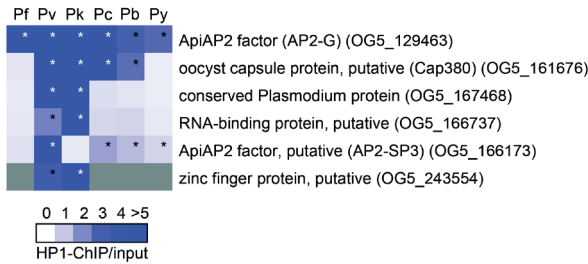 Pf Pv Pk Pc Pb Py
* * * * * * ApiAP2 factor (AP2-G) (OG5_129463)
* * * * oocyst capsule protein, putative (Cap380) (OG5_161676)
* * conserved Plasmodium protein (OG5_167468)
* * RNA-binding protein, putative (OG5_166737)
* * * * ApiAP2 factor, putative (AP2-SP3) (OG5_166173)
* * zinc finger protein, putative (OG5_243554)
0 1 2 3 4 >5
HP1-ChIP/input